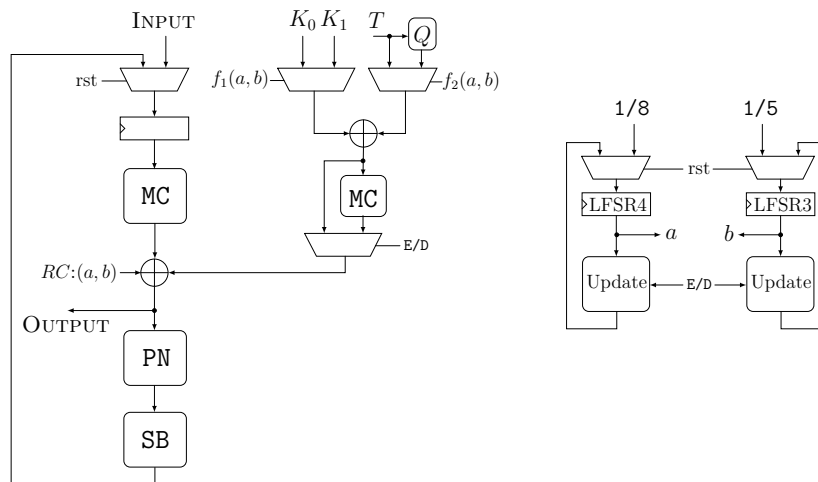 INPUT
K0 K1
T
Q
rst
f1(a, b)
f2(a, b)
MC
MC
E/D
RC:(a, b)
OUTPUT
PN
SB
1/8
1/5
rst
LFSR4
LFSR3
a
b
Update
E/D
Update